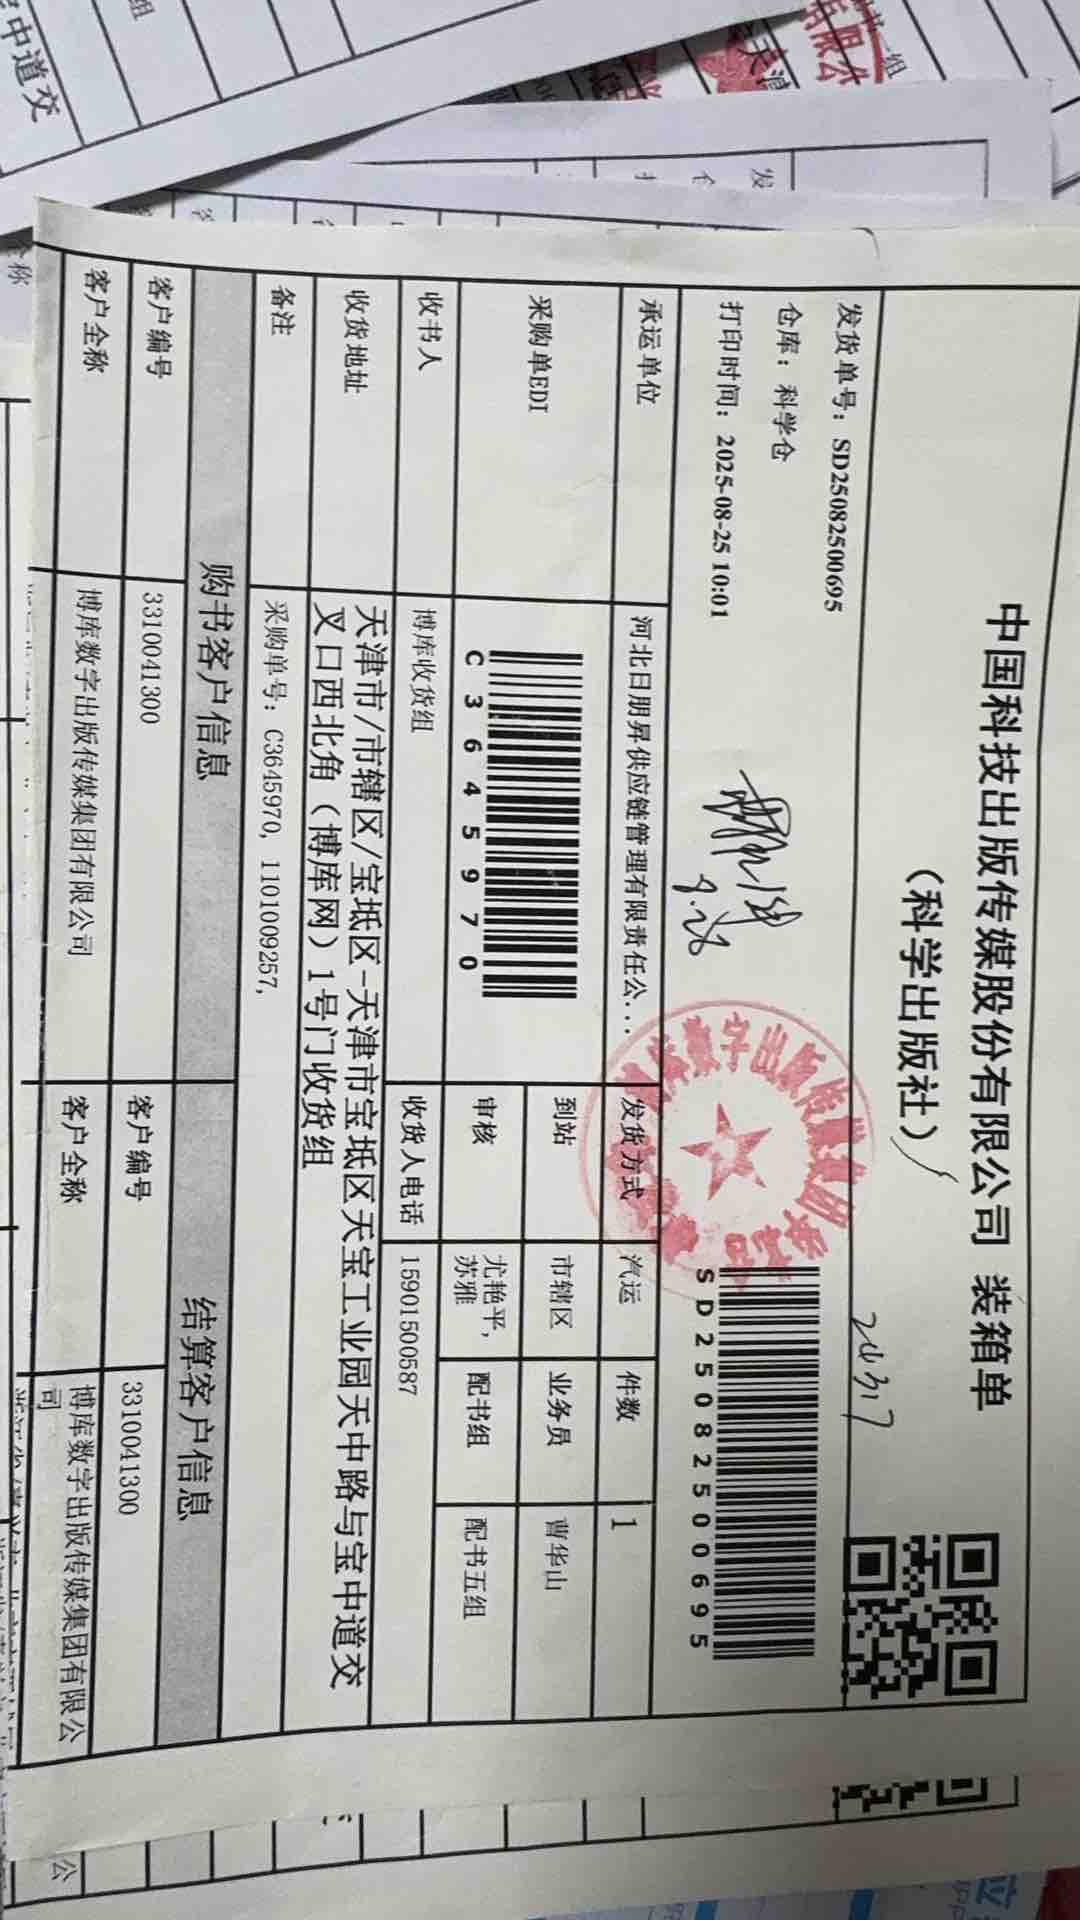 中国科技出版传媒股份有限公司 装箱单
（科学出版社）
发货单号：SD25082500695
仓库：科学仓
打印时间：2025-08-25 10:01
SD25082500695
承运单位 河北日朋昇供应链管理有限责任公... 发货方式 汽运 件数 1
采购单EDI C3645970 到站 市辖区 业务员 曹华山
审核 尤艳平, 苏雅 配书组 配书五组
收书人 博库收货组 收货人电话 15901500587
收货地址 天津市/市辖区/宝坻区-天津市宝坻区天宝工业园天中路与宝中道交
叉口西北角（博库网）1号门收货组
备注 采购单号：C3645970, 1101009257,
购书客户信息 结算客户信息
客户编号 3310041300 客户编号 3310041300
客户全称 博库数字出版传媒集团有限公司 客户全称 博库数字出版传媒集团有限公
司